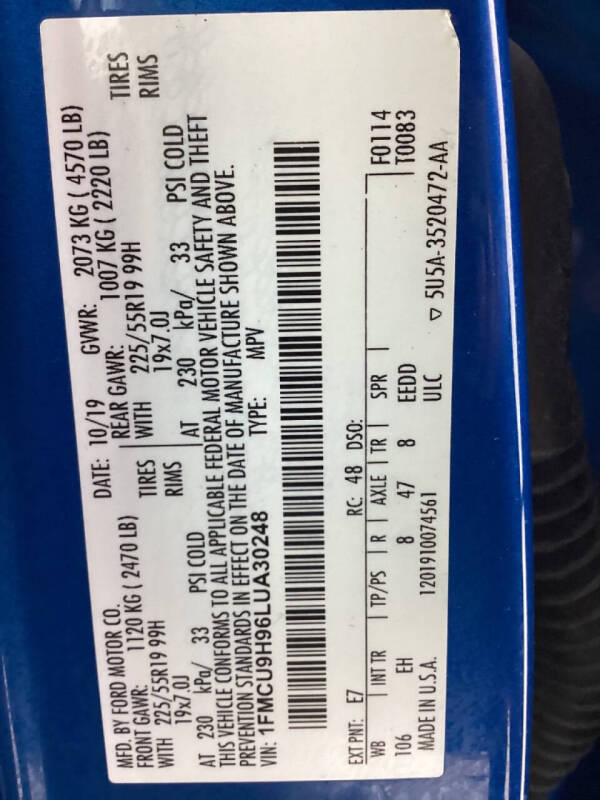 MFD. BY FORD MOTOR CO. DATE: 10/19 GVWR: 2073 KG ( 4570 LB)
FRONT GAWR: 1120 KG ( 2470 LB) REAR GAWR: 1007 KG ( 2220 LB)
WITH 225/55R19 99H TIRES WITH 225/55R19 99H TIRES
19x7.0J RIMS 19x7.0J RIMS
AT 230 kPa/ 33 PSI COLD AT 230 kPa/ 33 PSI COLD
THIS VEHICLE CONFORMS TO ALL APPLICABLE FEDERAL MOTOR VEHICLE SAFETY AND THEFT
PREVENTION STANDARDS IN EFFECT ON THE DATE OF MANUFACTURE SHOWN ABOVE.
VIN: 1FMCU9H96LUA30248 TYPE: MPV
EXT PNT: E7 RC: 48 DSO: F0114
WB INT TR TP/PS R AXLE TR SPR T0083
106 EH 8 47 8 EEDD
MADE IN U.S.A. 1201910074561 ULC ▽ 5U5A-3520472-AA